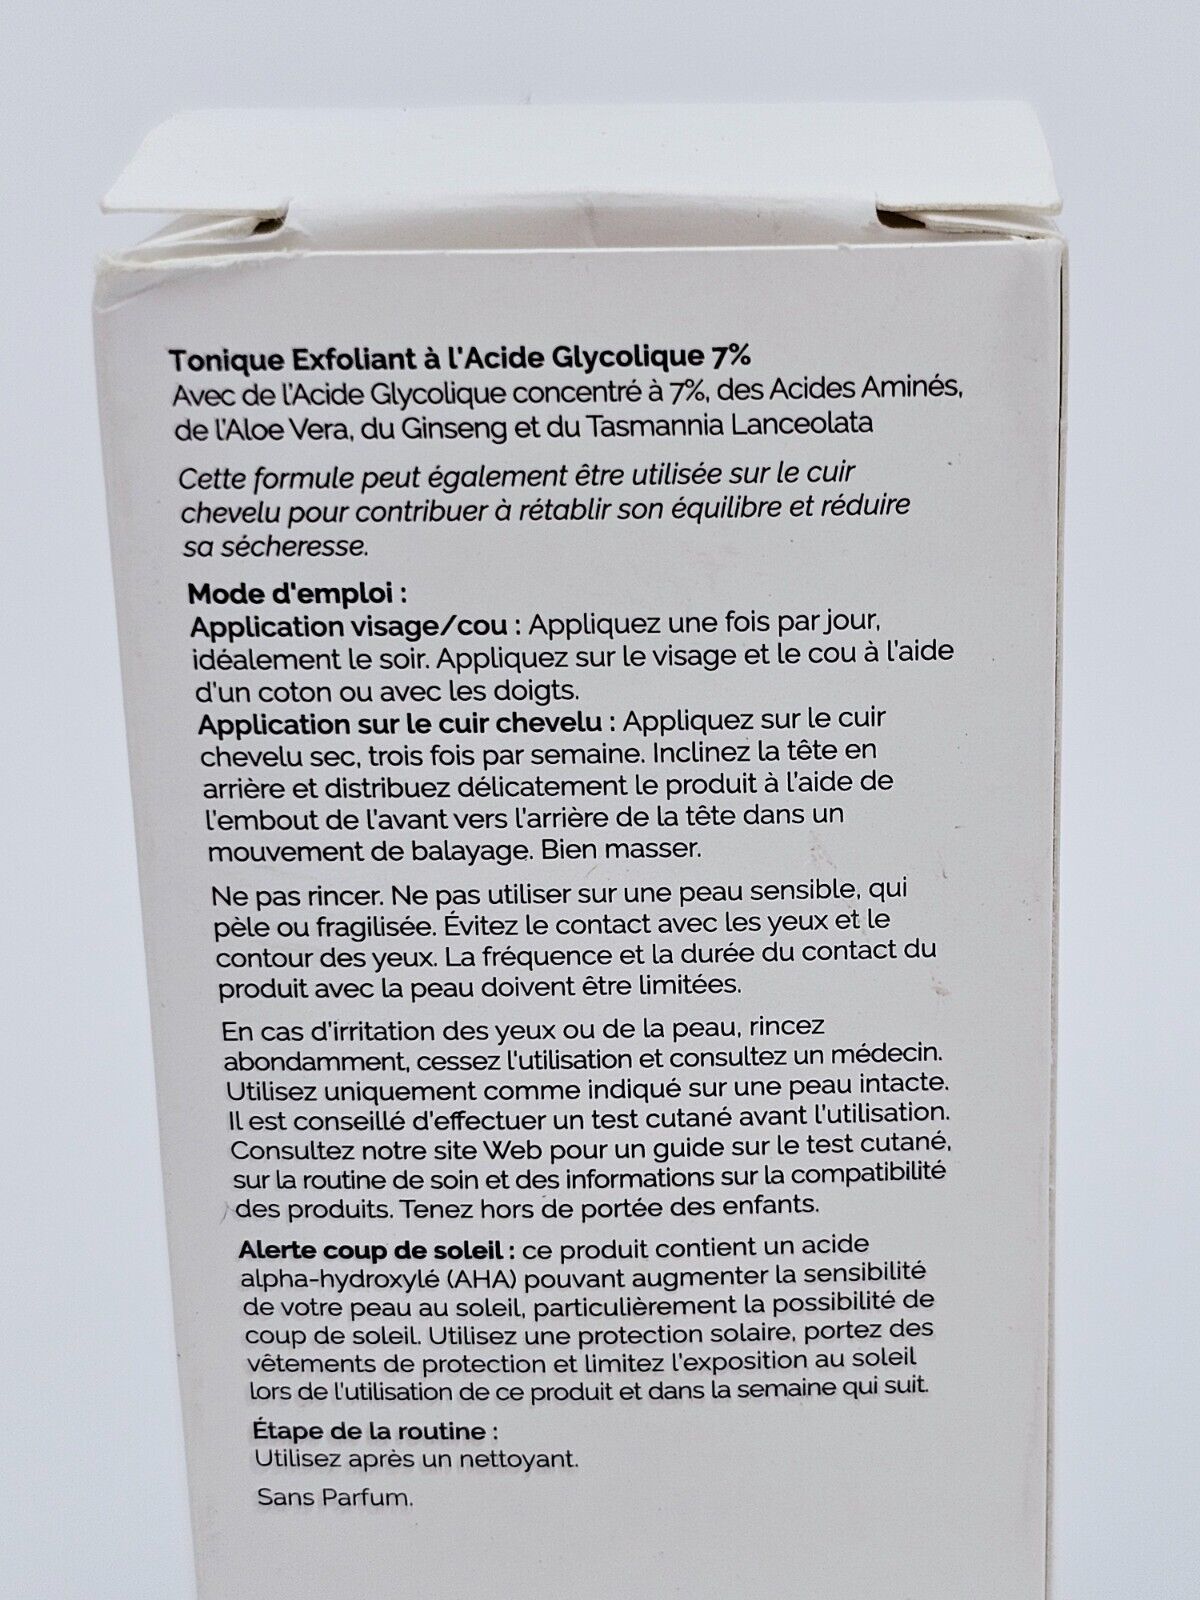 Tonique Exfoliant à l'Acide Glycolique 7%
Avec de l'Acide Glycolique concentré à 7%, des Acides Aminés,
de l'Aloe Vera, du Ginseng et du Tasmannia Lanceolata
Cette formule peut également être utilisée sur le cuir
chevelu pour contribuer à rétablir son équilibre et réduire
sa sécheresse.
Mode d'emploi :
Application visage/cou : Appliquez une fois par jour,
idéalement le soir. Appliquez sur le visage et le cou à l'aide
d'un coton ou avec les doigts.
Application sur le cuir chevelu : Appliquez sur le cuir
chevelu sec, trois fois par semaine. Inclinez la tête en
arrière et distribuez délicatement le produit à l'aide de
l'embout de l'avant vers l'arrière de la tête dans un
mouvement de balayage. Bien masser.
Ne pas rincer. Ne pas utiliser sur une peau sensible, qui
pèle ou fragilisée. Évitez le contact avec les yeux et le
contour des yeux. La fréquence et la durée du contact du
produit avec la peau doivent être limitées.
En cas d'irritation des yeux ou de la peau, rincez
abondamment, cessez l'utilisation et consultez un médecin.
Utilisez uniquement comme indiqué sur une peau intacte.
Il est conseillé d'effectuer un test cutané avant l'utilisation.
Consultez notre site Web pour un guide sur le test cutané,
sur la routine de soin et des informations sur la compatibilité
des produits. Tenez hors de portée des enfants.
Alerte coup de soleil : ce produit contient un acide
alpha-hydroxylé (AHA) pouvant augmenter la sensibilité
de votre peau au soleil, particulièrement la possibilité de
coup de soleil. Utilisez une protection solaire, portez des
vêtements de protection et limitez l'exposition au soleil
lors de l'utilisation de ce produit et dans la semaine qui suit.
Étape de la routine :
Utilisez après un nettoyant.
Sans Parfum.